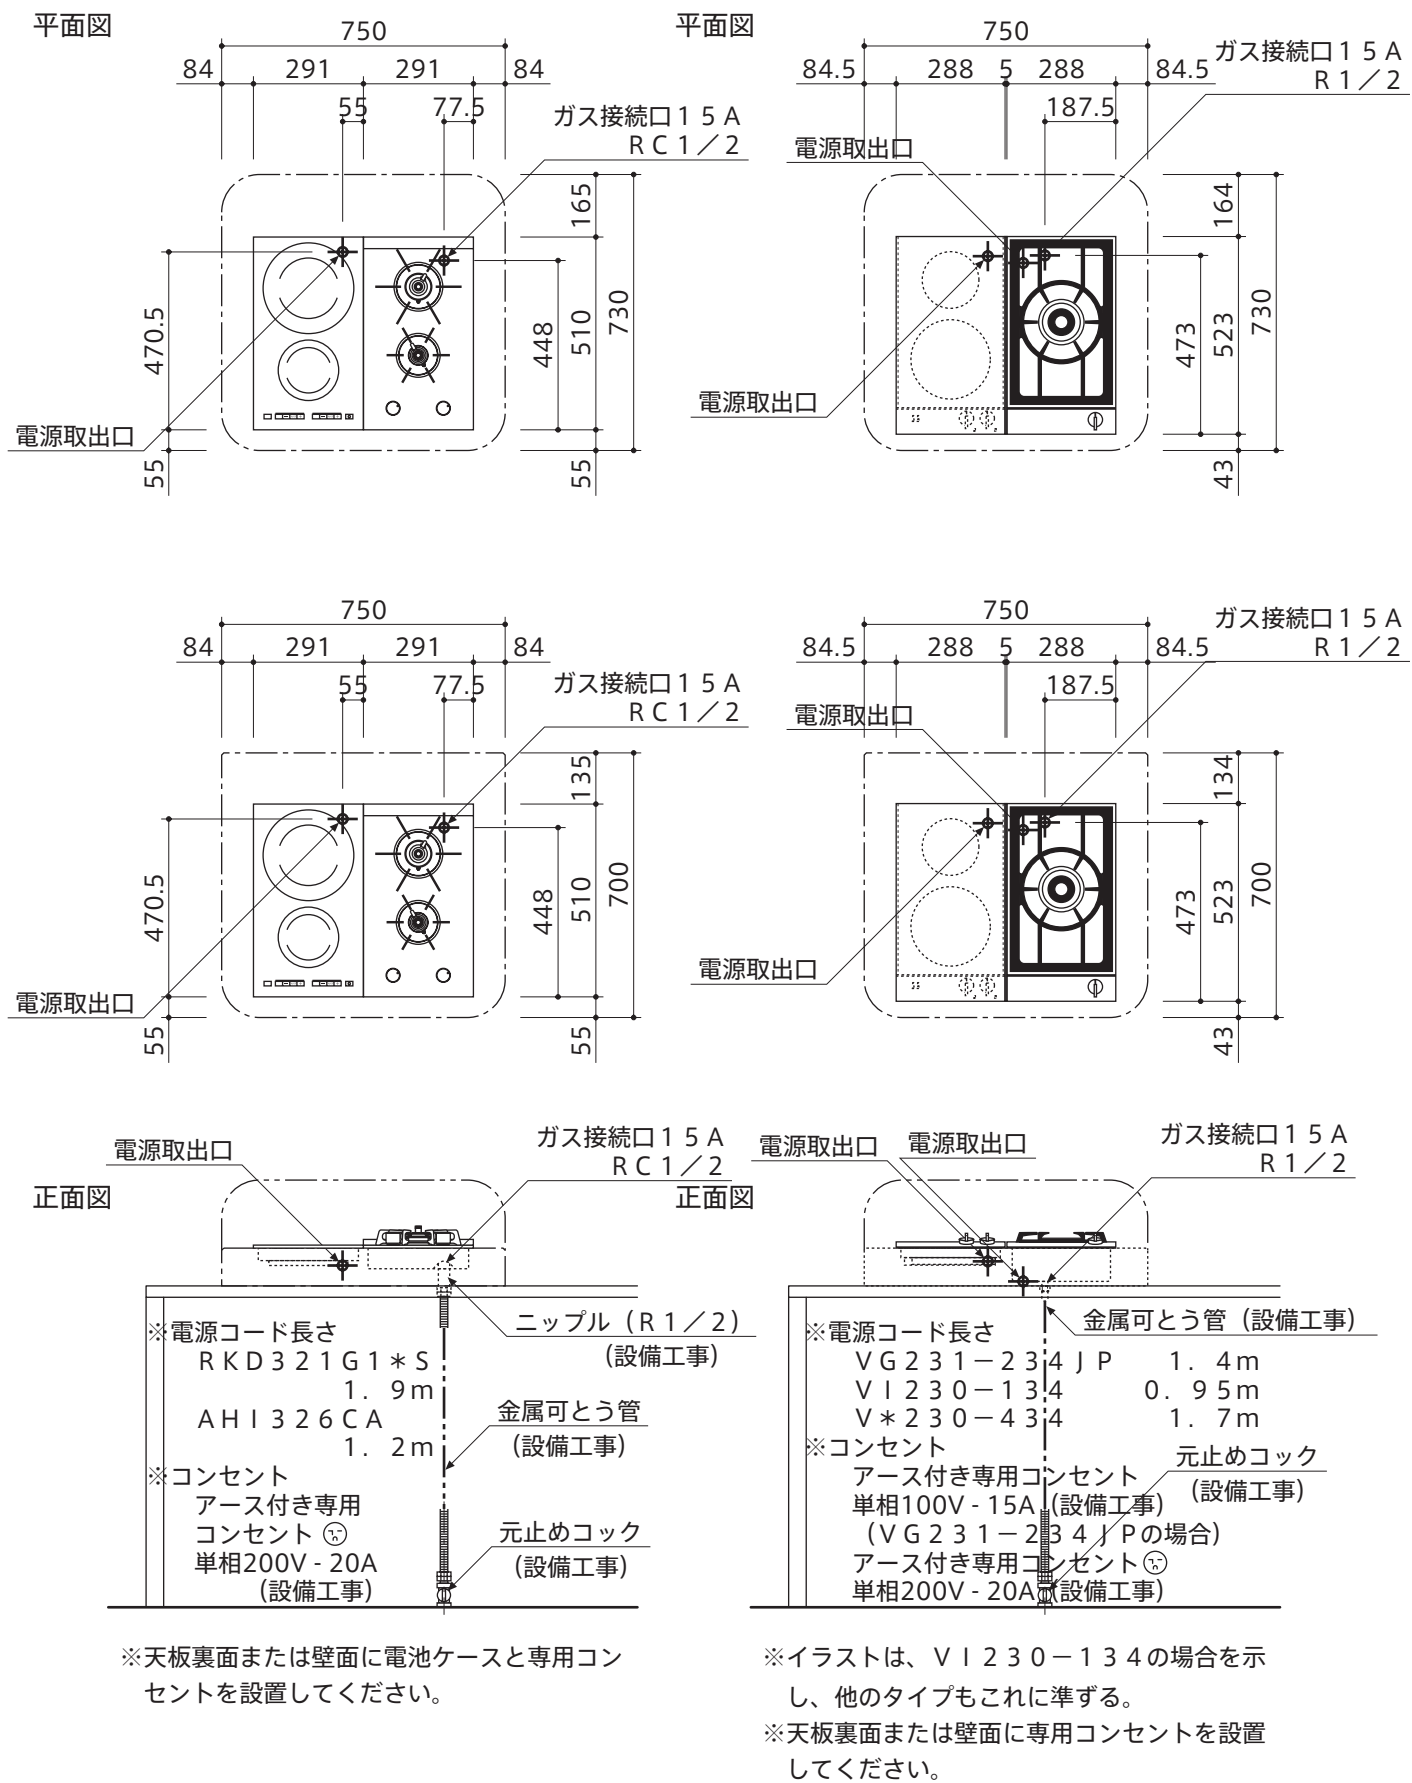 平面図
750
84 291 291 84
55 77.5
ガス接続口15A
RC1／2
165
470.5
448
510
730
電源取出口
55
55
平面図
750
84.5 288 5 288 84.5
187.5
ガス接続口15A
R1／2
電源取出口
164
473
523
730
電源取出口
43
750
84 291 291 84
55 77.5
ガス接続口15A
RC1／2
135
470.5
448
510
700
電源取出口
55
55
750
84.5 288 5 288 84.5
187.5
ガス接続口15A
R1／2
電源取出口
134
473
523
700
電源取出口
43
正面図
電源取出口
ガス接続口15A
RC1／2
ニップル（R1／2）
(設備工事)
※電源コード長さ
RKD321G1＊S
1．9m
AHI326CA
1．2m
金属可とう管
(設備工事)
※コンセント
アース付き専用
コンセント
単相200V - 20A
(設備工事)
元止めコック
(設備工事)
※天板裏面または壁面に電池ケースと専用コン
セントを設置してください。
正面図
電源取出口
電源取出口
ガス接続口15A
R1／2
金属可とう管（設備工事）
※電源コード長さ
VG231－234JP 1．4m
VI230－134 0．95m
V＊230－434 1．7m
※コンセント
アース付き専用コンセント
単相100V - 15A（設備工事）
（VG231－234JPの場合）
アース付き専用コンセント
単相200V - 20A（設備工事）
元止めコック
(設備工事)
※イラストは、VI230－134の場合を示
し、他のタイプもこれに準ずる。
※天板裏面または壁面に専用コンセントを設置
してください。